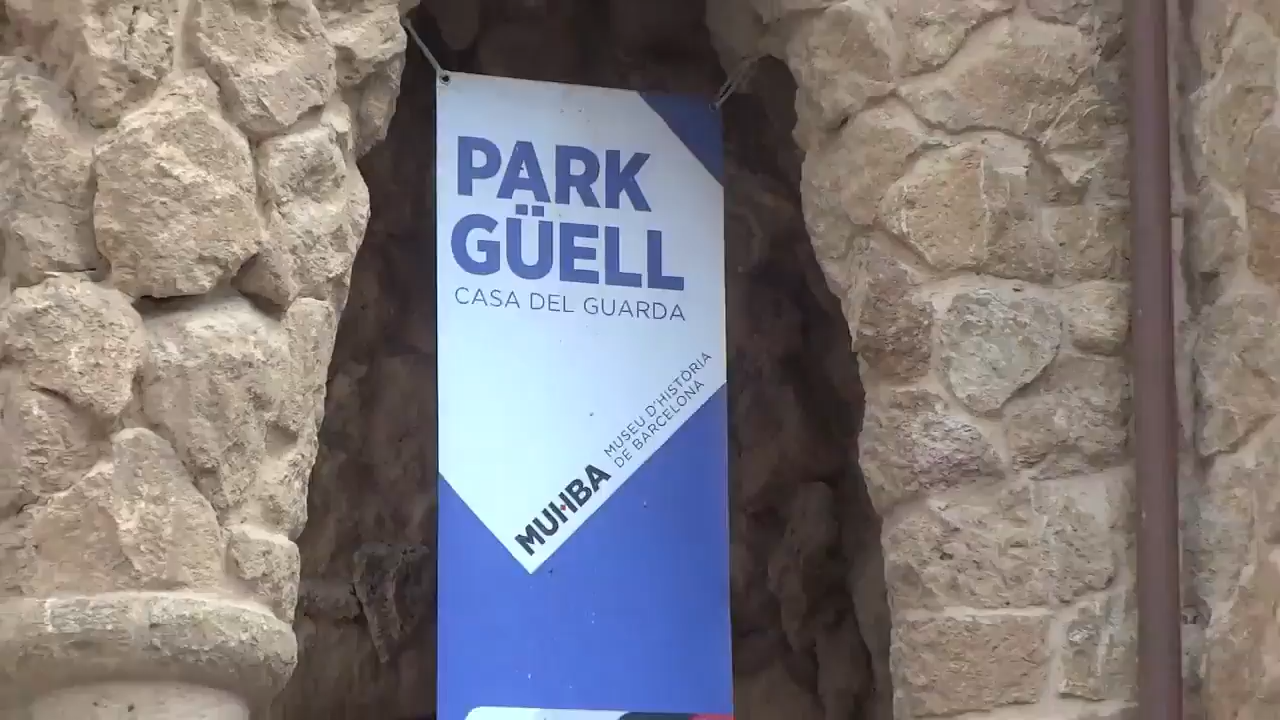 PARK
GÜELL
CASA DEL GUARDA
MUHBA
MUSEU D'HISTÒRIA
DE BARCELONA